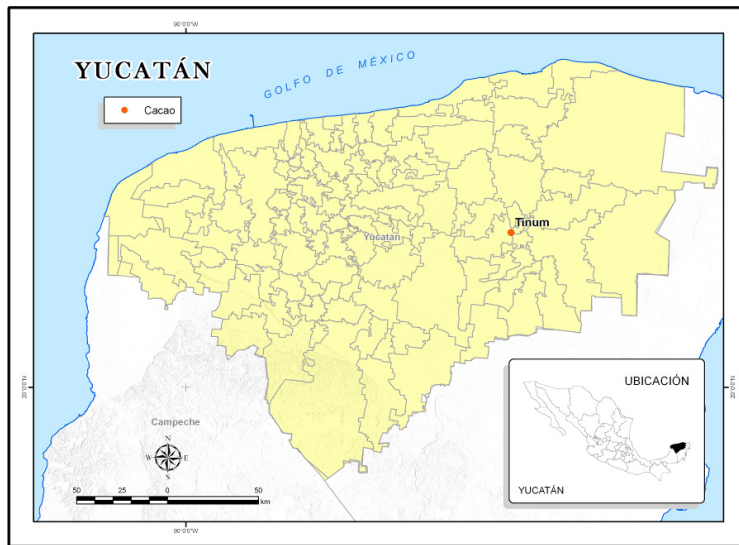 90°0'0"W
YUCATÁN
GOLFO DE MÉXICO
Cacao
Tinum
Yucatán
20°0'0"N
20°0'0"N
UBICACIÓN
Campeche
N
W E
S
YUCATÁN
50 25 0 50
km
90°0'0"W